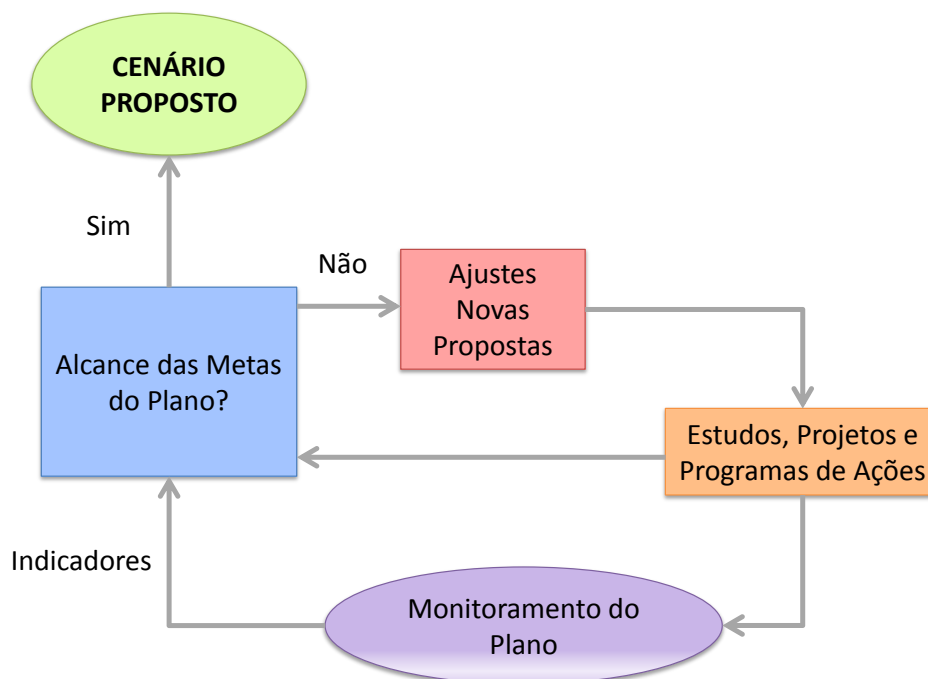 CENÁRIO
PROPOSTO
Sim
Não
Ajustes
Novas
Propostas
Alcance das Metas
do Plano?
Estudos, Projetos e
Programas de Ações
Indicadores
Monitoramento do
Plano